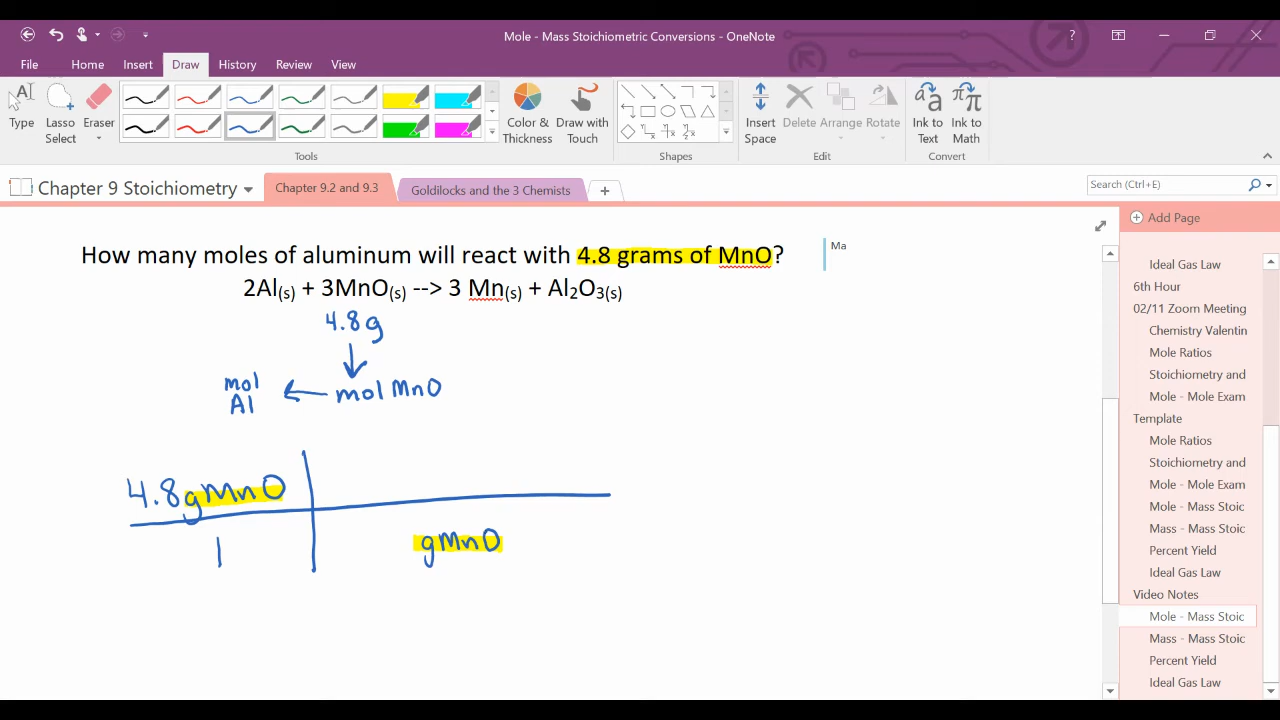 Mole - Mass Stoichiometric Conversions - OneNote
?
File Home Insert Draw History Review View
Type
Lasso Select
Eraser
Color & Thickness
Draw with Touch
Insert Space
Delete
Arrange
Rotate
Ink to Text
Ink to Math
Tools
Shapes
Edit
Convert
Chapter 9 Stoichiometry
Chapter 9.2 and 9.3
Goldilocks and the 3 Chemists
Search (Ctrl+E)
Add Page
How many moles of aluminum will react with 4.8 grams of MnO?
Ma
2Al(s) + 3MnO(s) --> 3 Mn(s) + Al2O3(s)
4.8g
mol Al ← mol MnO
4.8gMnO
1
gMnO
Ideal Gas Law
6th Hour
02/11 Zoom Meeting
Chemistry Valentin
Mole Ratios
Stoichiometry and
Mole - Mole Exam
Template
Mole Ratios
Stoichiometry and
Mole - Mole Exam
Mole - Mass Stoic
Mass - Mass Stoic
Percent Yield
Ideal Gas Law
Video Notes
Mole - Mass Stoic
Mass - Mass Stoic
Percent Yield
Ideal Gas Law